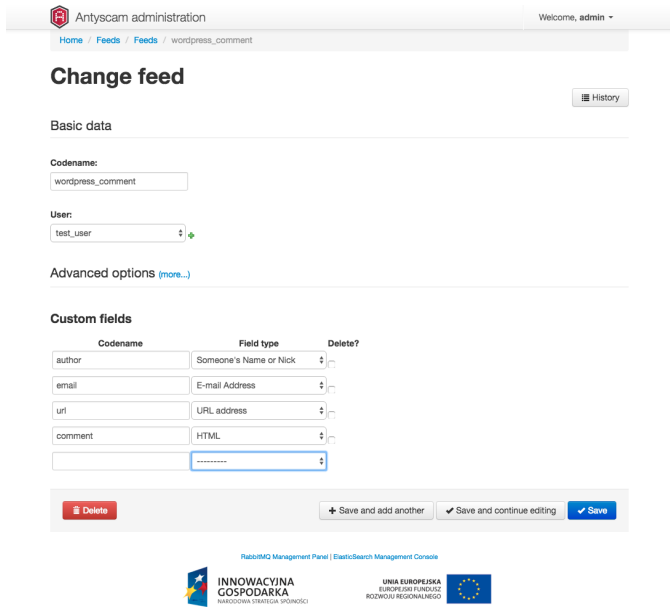 Antyscam administration
Welcome, admin
Home / Feeds / Feeds / wordpress_comment
Change feed
History
Basic data
Codename:
wordpress_comment
User:
test_user
Advanced options (more...)
Custom fields
Codename Field type Delete?
author Someone's Name or Nick
email E-mail Address
url URL address
comment HTML
---------
Delete
Save and add another
Save and continue editing
Save
RabbitMQ Management Panel | ElasticSearch Management Console
INNOWACYJNA
GOSPODARKA
NARODOWA STRATEGIA SPÓJNOŚCI
UNIA EUROPEJSKA
EUROPEJSKI FUNDUSZ
ROZWOJU REGIONALNEGO